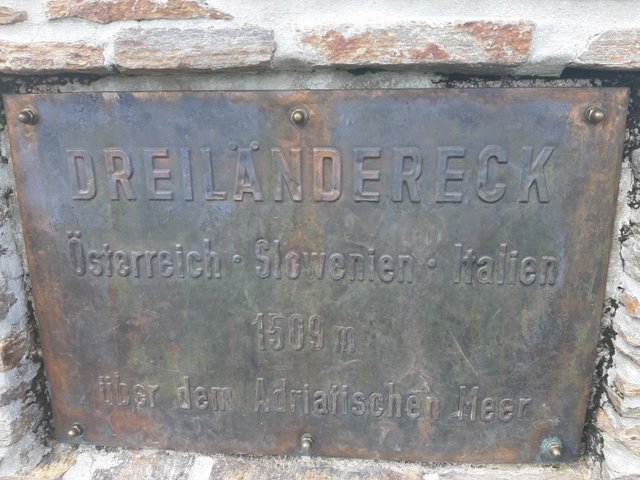 DREILÄNDERECK
Österreich · Slowenien · Italien
1509 m
über dem Adriatischen Meer